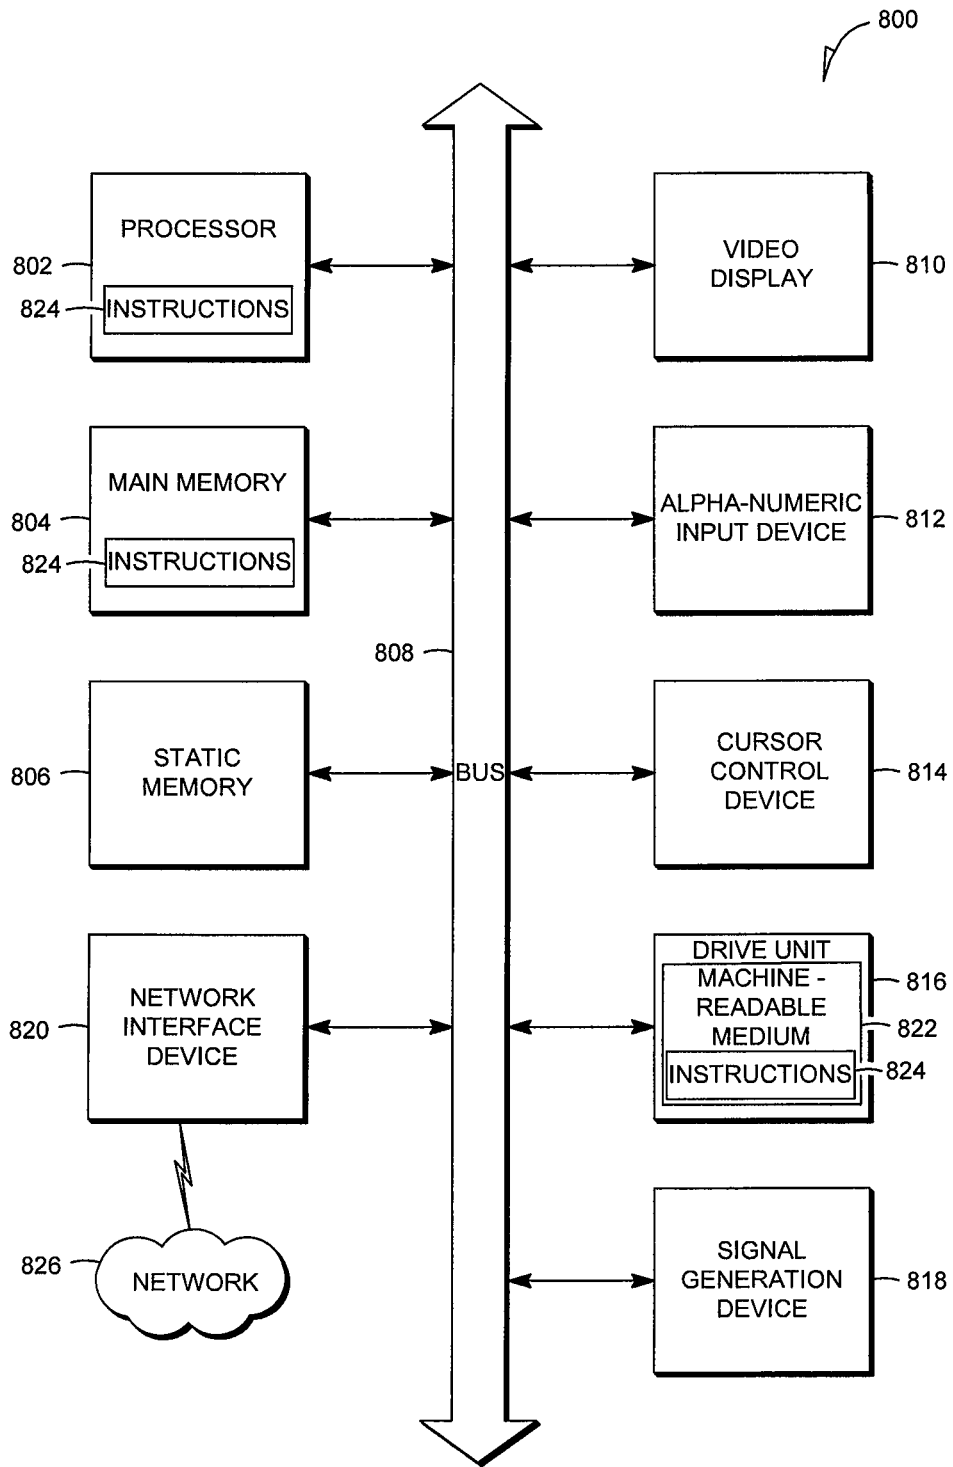 800
PROCESSOR
802
824
INSTRUCTIONS
VIDEO
DISPLAY
810
MAIN MEMORY
804
824
INSTRUCTIONS
ALPHA-NUMERIC
INPUT DEVICE
812
808
STATIC
MEMORY
806
BUS
CURSOR
CONTROL
DEVICE
814
NETWORK
INTERFACE
DEVICE
820
DRIVE UNIT
816
MACHINE -
READABLE
MEDIUM
822
INSTRUCTIONS
824
826
NETWORK
SIGNAL
GENERATION
DEVICE
818